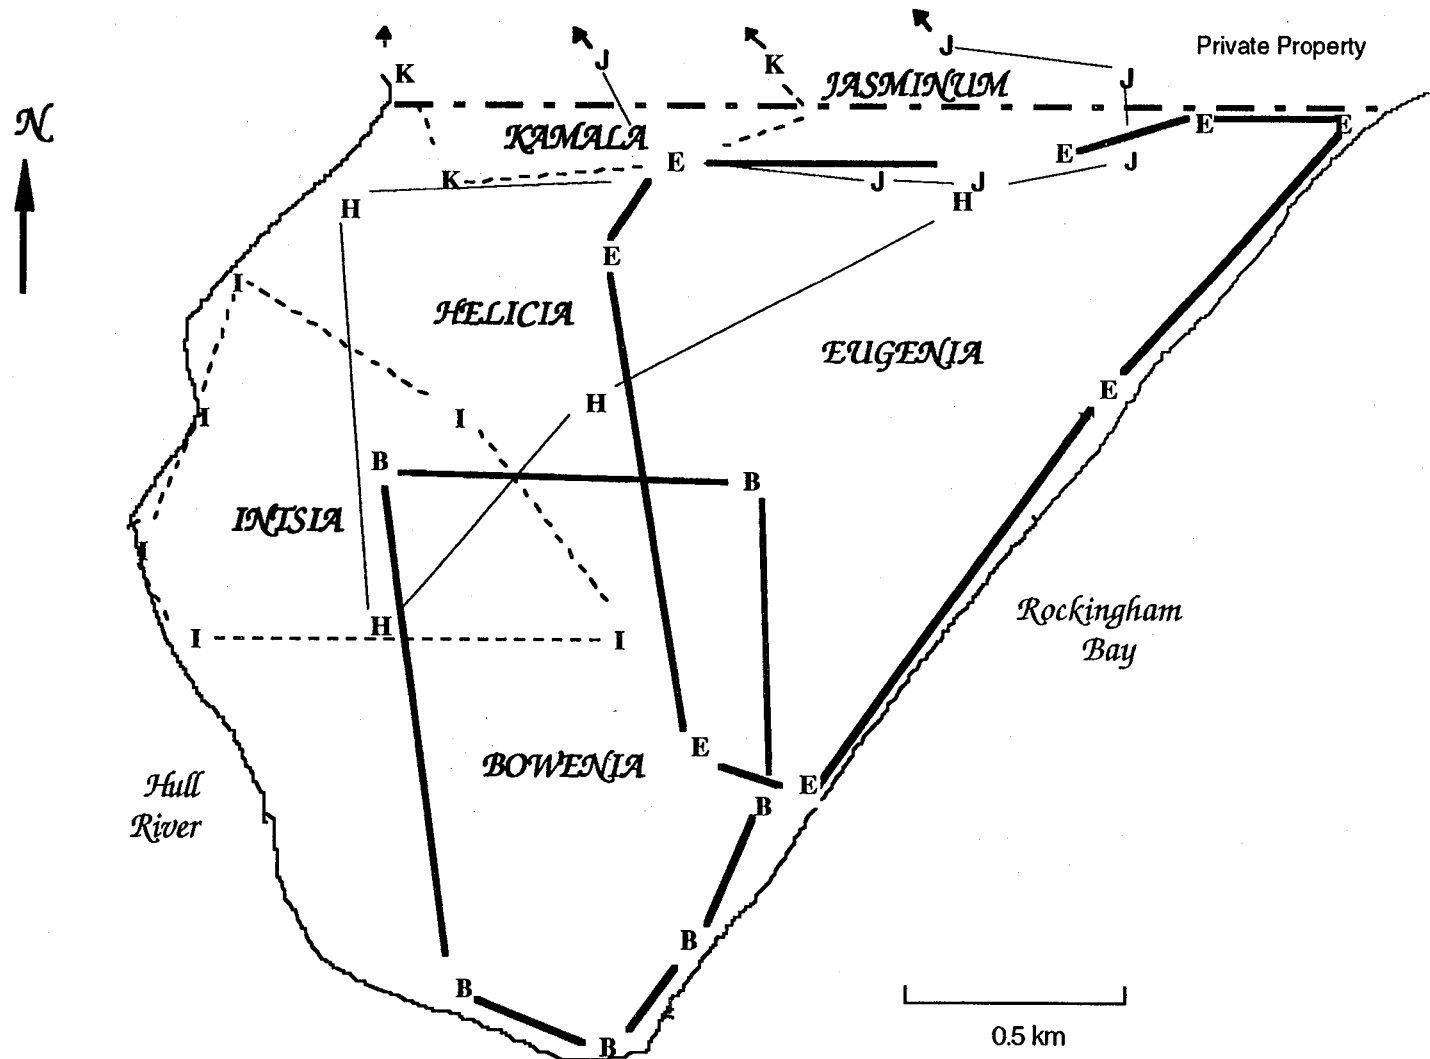 J
Private Property
K
J
K
J
JASMINUM
N
KAMALA
E
E
E
E
J
K
J
J
H
H
E
I
HELICIA
EUGENIA
E
H
I
I
B
B
INTSIA
I
Rockingham
Bay
H
I
I
E
BOWENIA
E
Hull
River
B
B
B
B
0.5 km